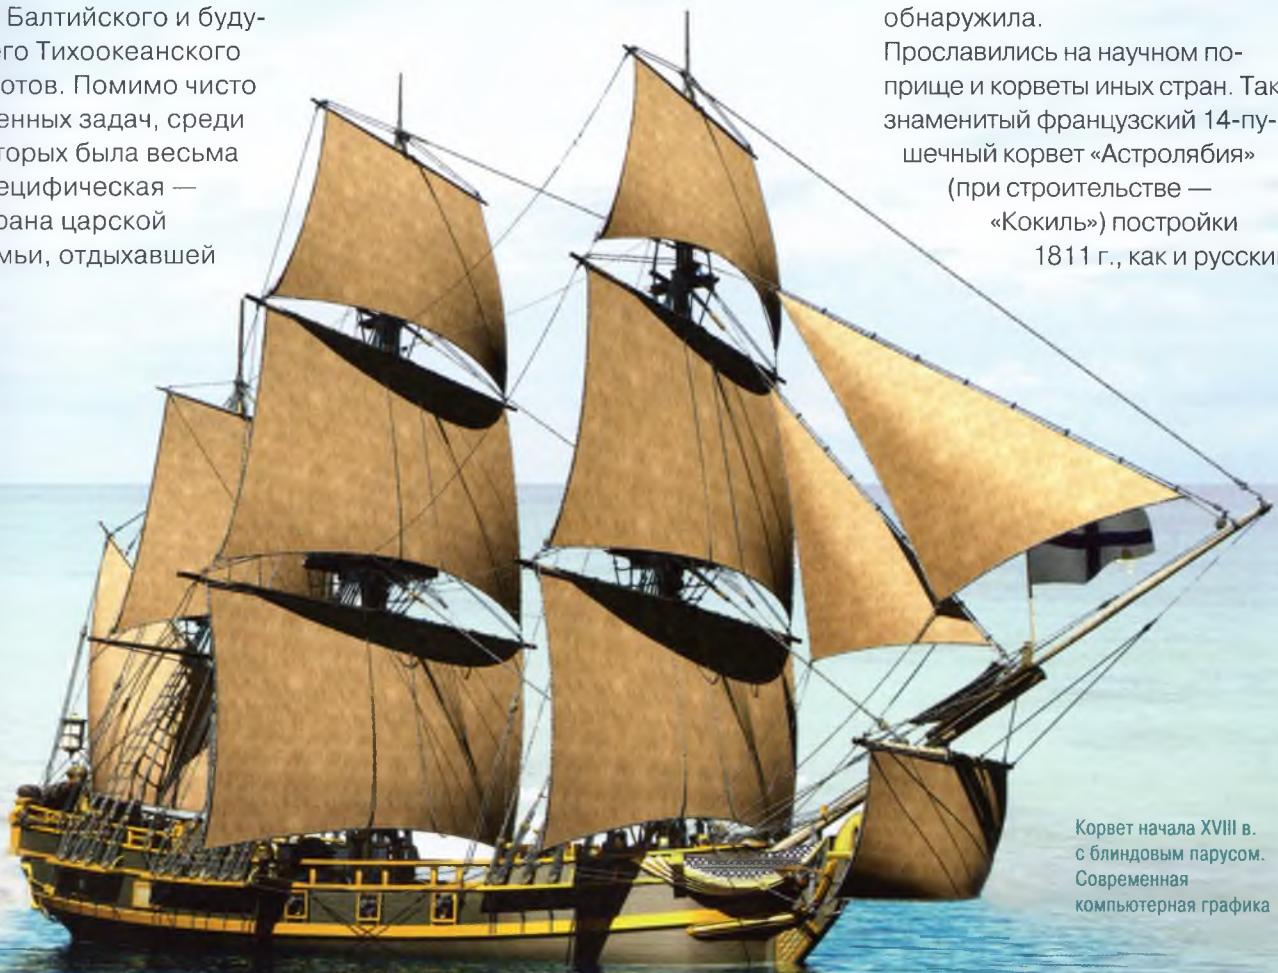 Балтийского и буду-
его Тихоокеанского
отов. Помимо чисто
енных задач, среди
торых была весьма
ецифическая —
рана царской
мьи, отдыхавшей
обнаружила.
Прославились на научном по-
прище и корветы иных стран. Так
знаменитый французский 14-пу-
шечный корвет «Астролябия»
(при строительстве —
«Кокиль») постройки
1811 г., как и русски
Корвет начала XVIII в.
с блиндовым парусом.
Современная
компьютерная графика